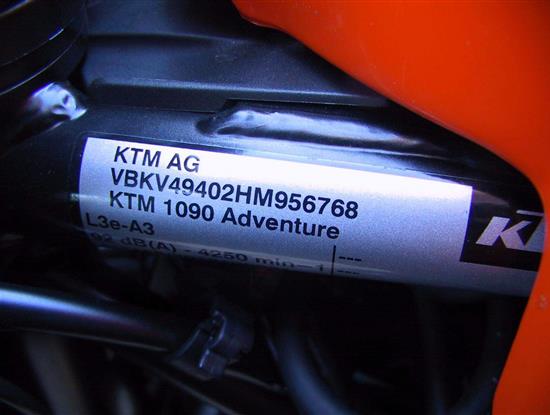 KTM AG
VBKV49402HM956768
KTM 1090 Adventure
L3e-A3
92 dB(A) - 4250 min-1
---
---